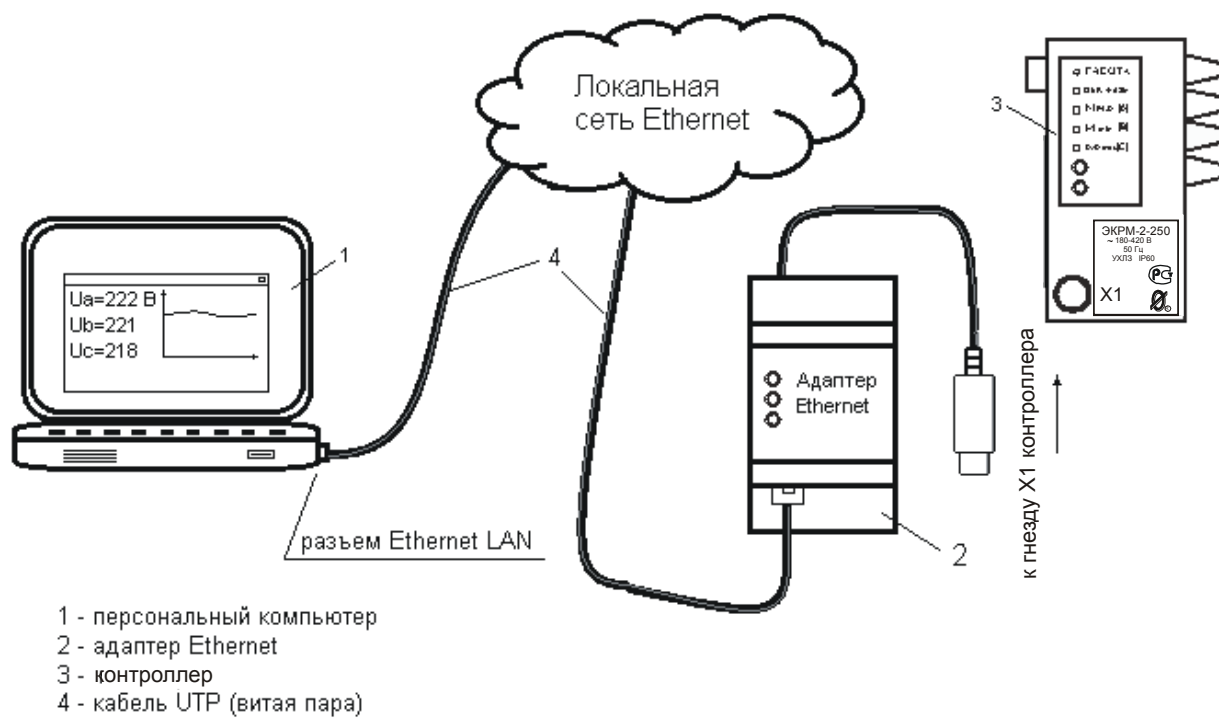 Локальная
сеть Ethernet
3
РАБОТА
ЭКРМ-2-250
~ 180-420 В
50 Гц
УХЛ3 IP60
X1
1
4
Ua=222 В
Ub=221
Uc=218
Адаптер
Ethernet
к гнезду X1 контроллера
2
разъем Ethernet LAN
1 - персональный компьютер
2 - адаптер Ethernet
3 - контроллер
4 - кабель UTP (витая пара)